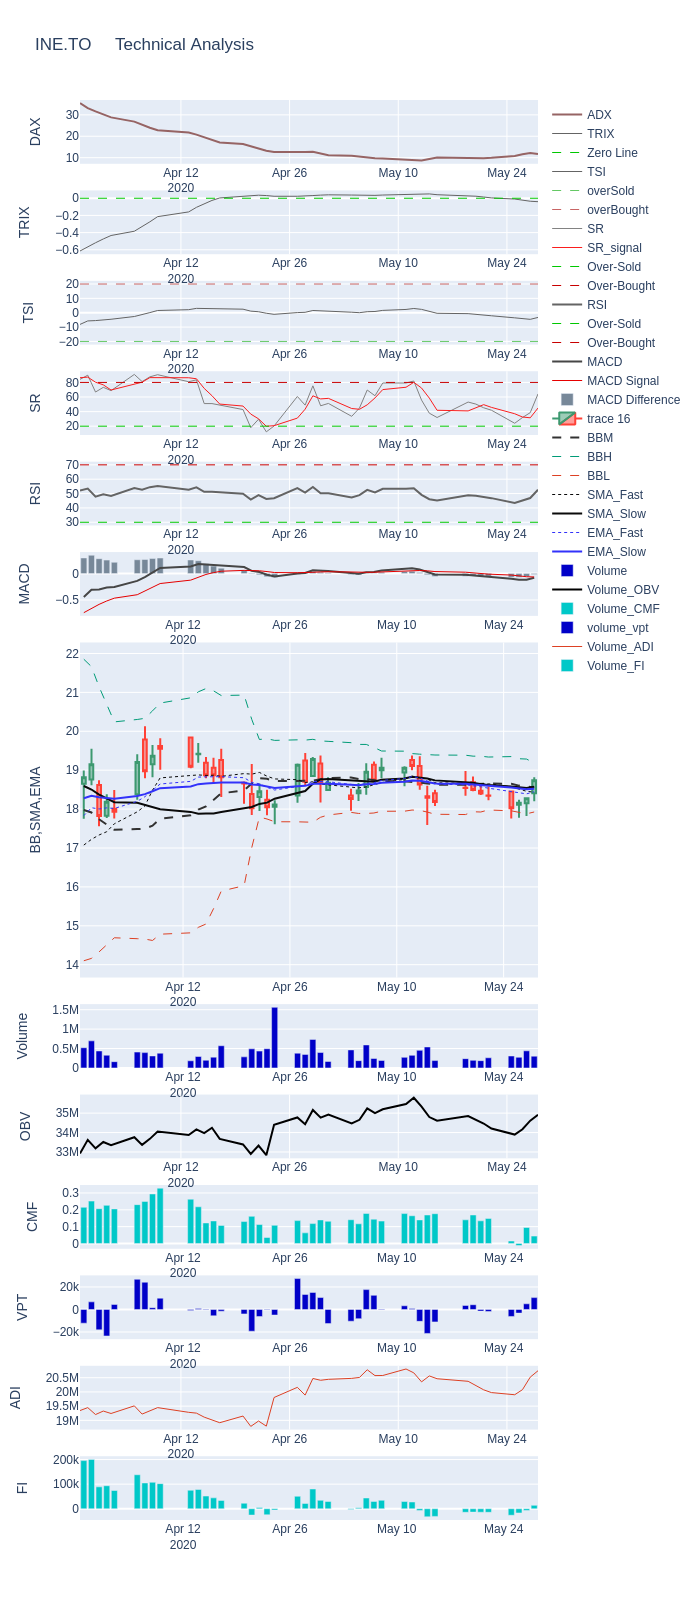 INE.TO     Technical Analysis
DAX
30
20
10
Apr 12
2020
Apr 26
May 10
May 24
TRIX
0
−0.2
−0.4
−0.6
Apr 12
2020
Apr 26
May 10
May 24
TSI
20
10
0
−10
−20
Apr 12
2020
Apr 26
May 10
May 24
SR
80
60
40
20
Apr 12
2020
Apr 26
May 10
May 24
RSI
70
60
50
40
30
Apr 12
2020
Apr 26
May 10
May 24
MACD
0
−0.5
Apr 12
2020
Apr 26
May 10
May 24
BB,SMA,EMA
22
21
20
19
18
17
16
15
14
Apr 12
2020
Apr 26
May 10
May 24
Volume
1.5M
1M
0.5M
0
Apr 12
2020
Apr 26
May 10
May 24
OBV
35M
34M
33M
Apr 12
2020
Apr 26
May 10
May 24
CMF
0.3
0.2
0.1
0
Apr 12
2020
Apr 26
May 10
May 24
VPT
20k
0
−20k
Apr 12
2020
Apr 26
May 10
May 24
ADI
20.5M
20M
19.5M
19M
Apr 12
2020
Apr 26
May 10
May 24
FI
200k
100k
0
Apr 12
2020
Apr 26
May 10
May 24
ADX
TRIX
Zero Line
TSI
overSold
overBought
SR
SR_signal
Over-Sold
Over-Bought
RSI
Over-Sold
Over-Bought
MACD
MACD Signal
MACD Difference
trace 16
BBM
BBH
BBL
SMA_Fast
SMA_Slow
EMA_Fast
EMA_Slow
Volume
Volume_OBV
Volume_CMF
volume_vpt
Volume_ADI
Volume_FI